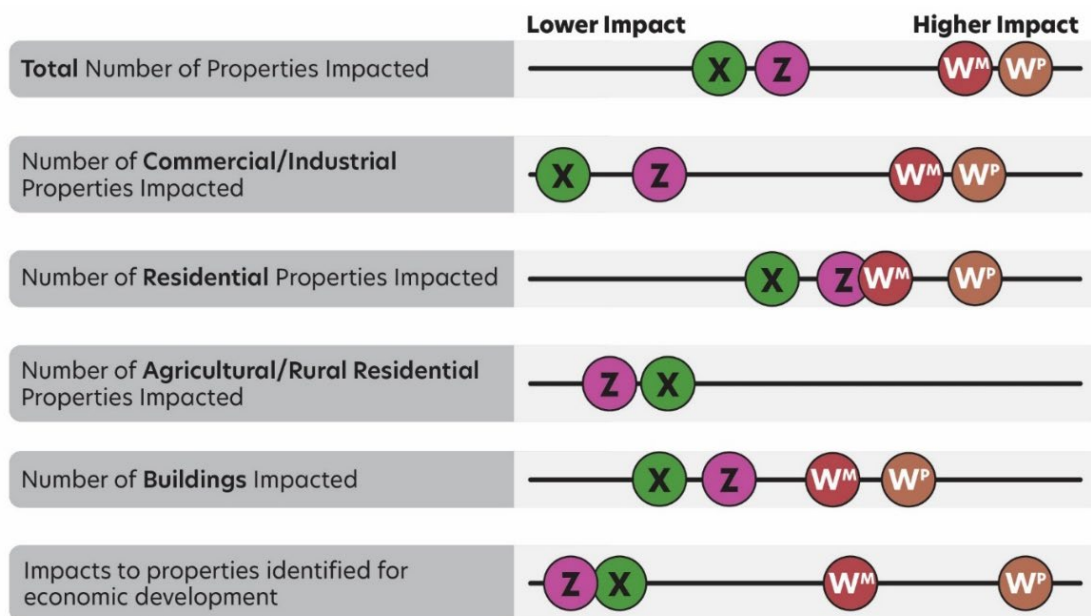 Lower Impact Higher Impact
Total Number of Properties Impacted
X Z Wᴹ Wᴾ
Number of Commercial/Industrial
Properties Impacted
X Z Wᴹ Wᴾ
Number of Residential Properties Impacted
X Z Wᴹ Wᴾ
Number of Agricultural/Rural Residential
Properties Impacted
Z X
Number of Buildings Impacted
X Z Wᴹ Wᴾ
Impacts to properties identified for
economic development
Z X Wᴹ Wᴾ